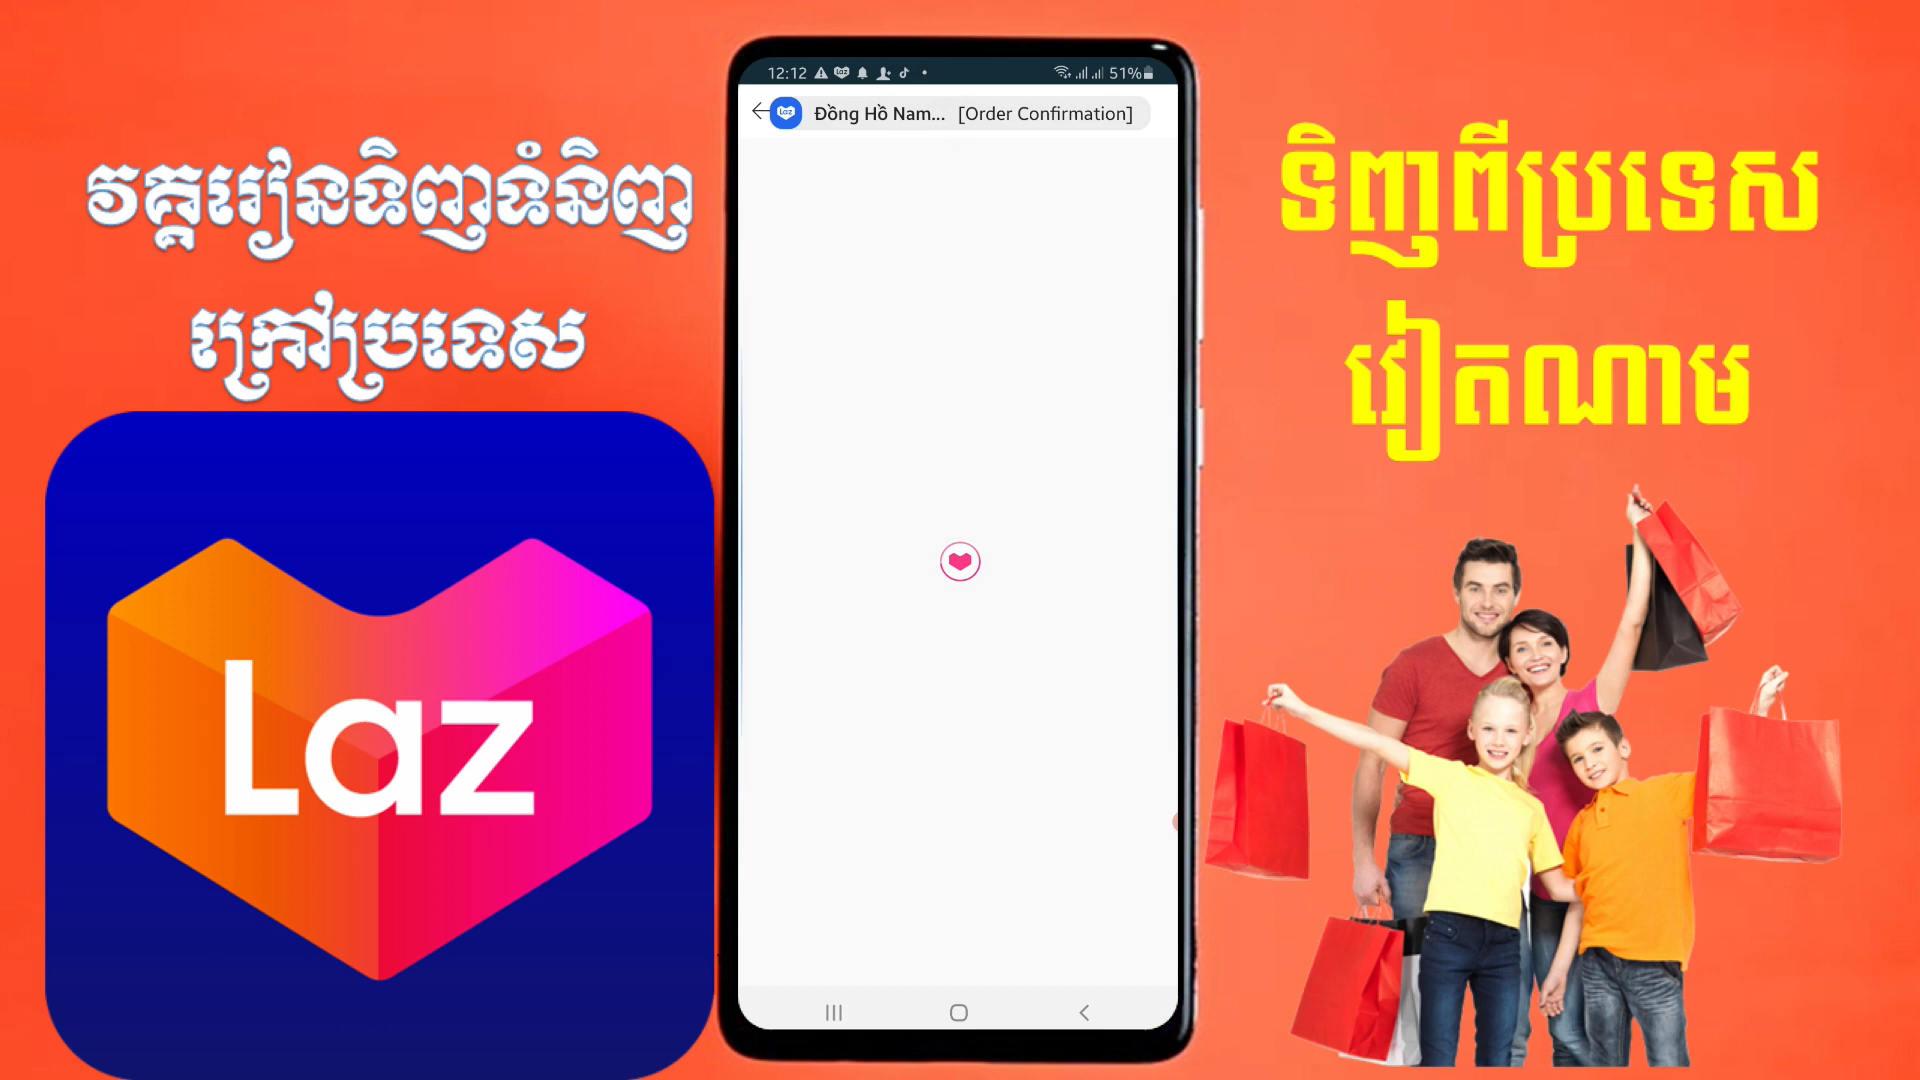 វគ្គរៀនទិញទំនិញ
ក្រៅប្រទេស
Laz
12:12
51%
Laz
Đồng Hồ Nam... [Order Confirmation]
ទិញពីប្រទេស
វៀតណាម